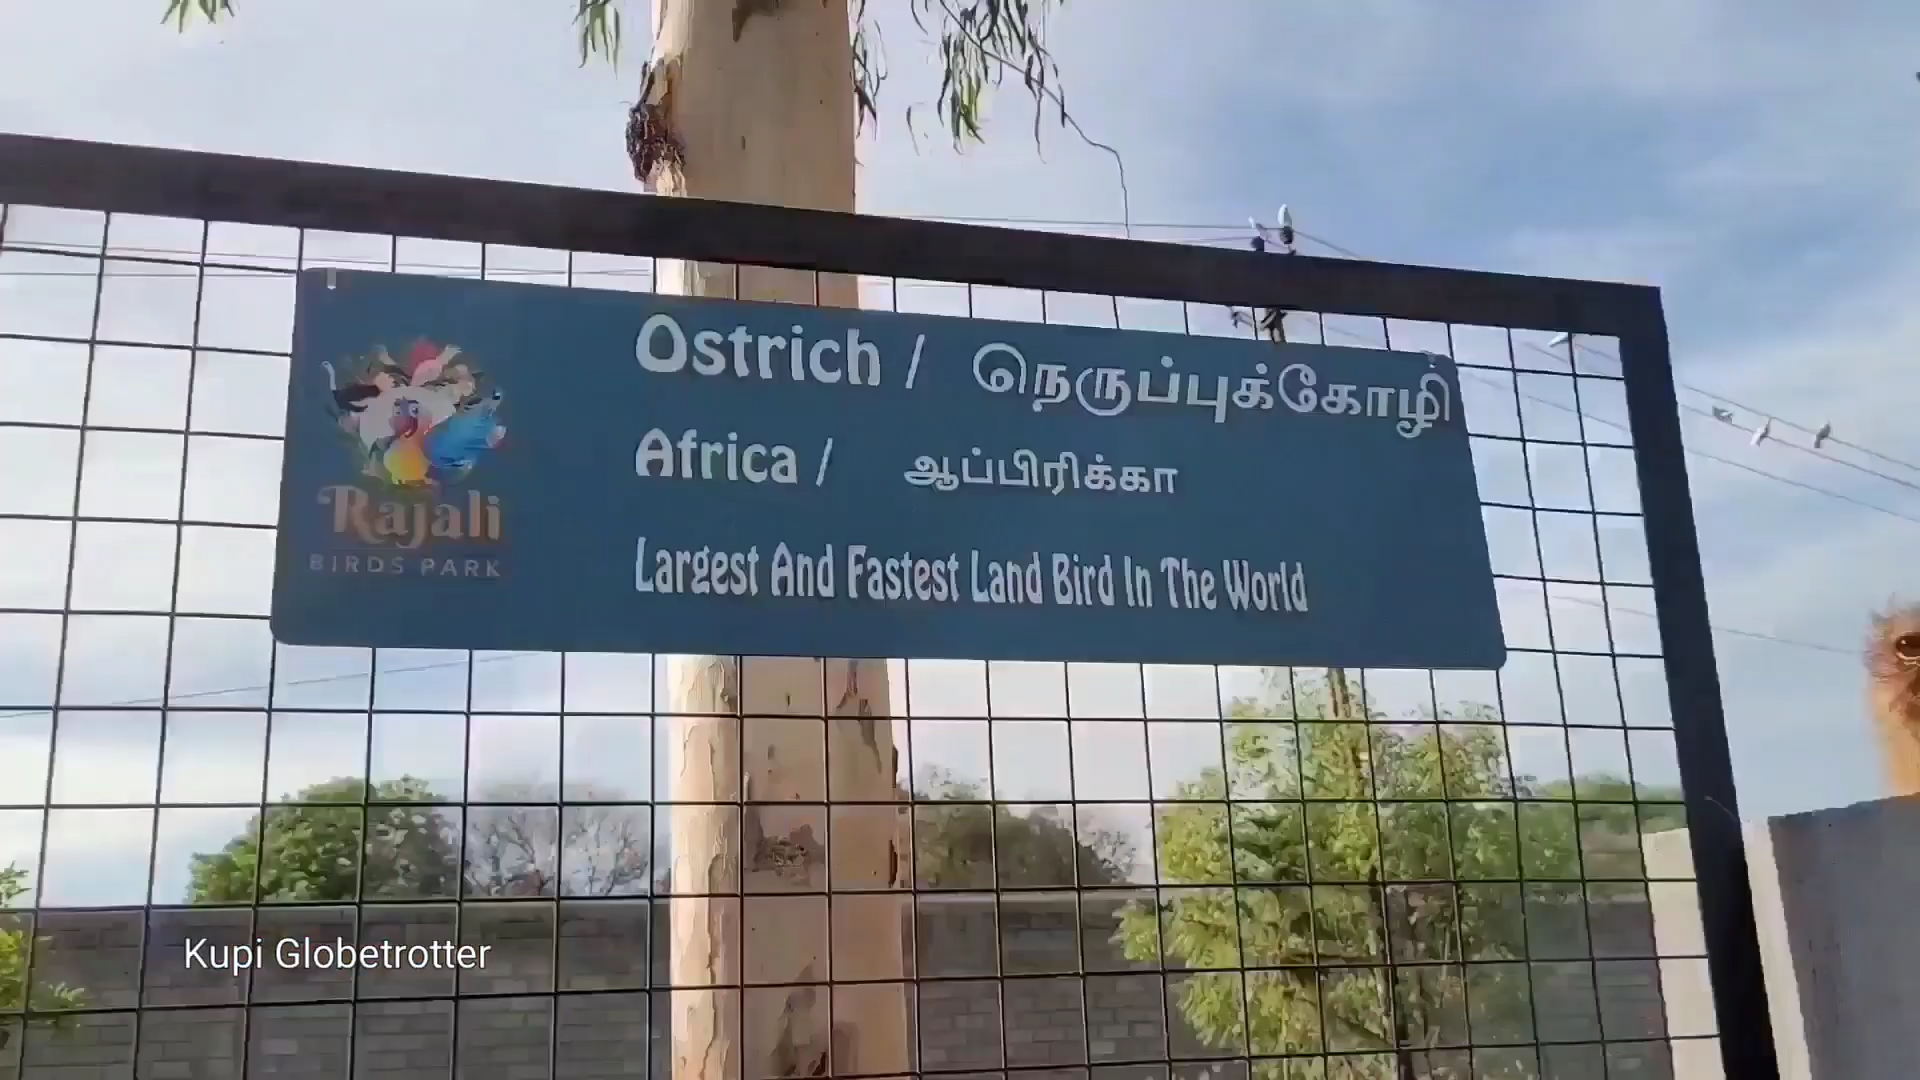 Ostrich / நெருப்புக்கோழி
Africa / ஆப்பிரிக்கா
Largest And Fastest Land Bird In The World
Rajali
BIRDS PARK
Kupi Globetrotter